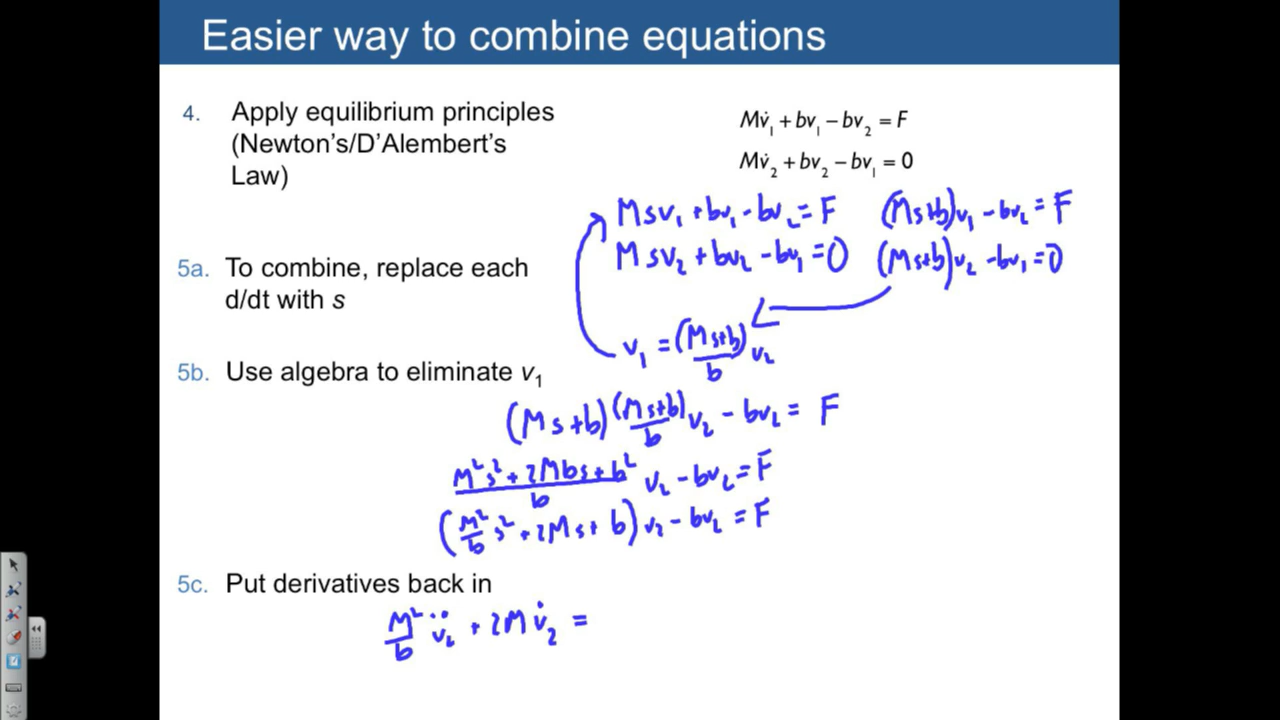 Easier way to combine equations
4. Apply equilibrium principles
(Newton's/D'Alembert's
Law)
Mv̇₁ + bv₁ – bv₂ = F
Mv̇₂ + bv₂ – bv₁ = 0
Msv₁ + bv₁ - bv₂ = F
(Ms+b)v₁ - bv₂ = F
Msv₂ + bv₂ - bv₁ = 0
(Ms+b)v₂ - bv₁ = 0
5a. To combine, replace each
d/dt with s
v₁ = (Ms+b)/b v₂
5b. Use algebra to eliminate v₁
(Ms+b) (Ms+b)/b v₂ - bv₂ = F
(M²s² + 2Mbs + b²)/b v₂ - bv₂ = F
(M²/b s² + 2Ms + b) v₂ - bv₂ = F
5c. Put derivatives back in
M²/b v̈₂ + 2M v̇₂ =